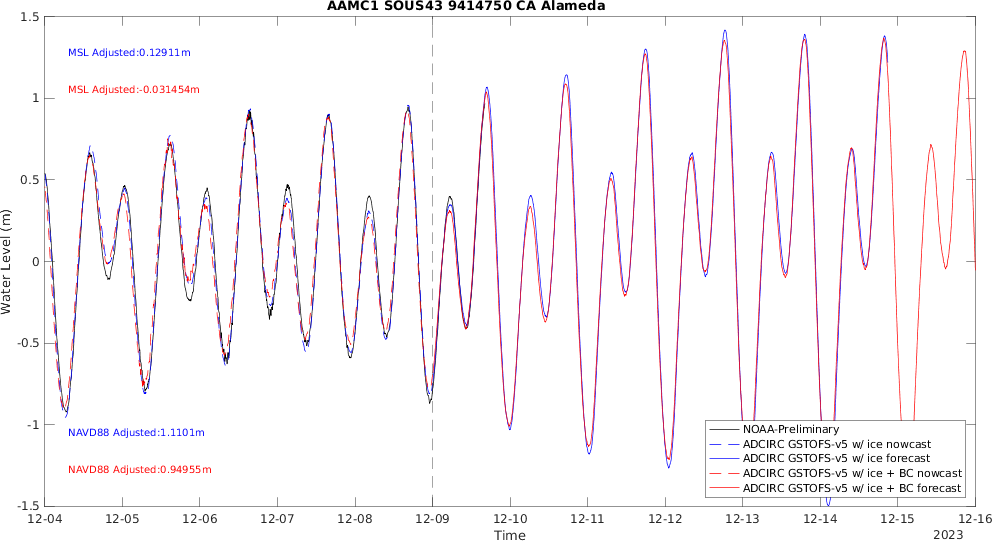 AAMC1 SOUS43 9414750 CA Alameda
1.5
1
0.5
0
-0.5
-1
-1.5
Water Level (m)
MSL Adjusted:0.12911m
MSL Adjusted:-0.031454m
NAVD88 Adjusted:1.1101m
NAVD88 Adjusted:0.94955m
NOAA-Preliminary
ADCIRC GSTOFS-v5 w/ ice nowcast
ADCIRC GSTOFS-v5 w/ ice forecast
ADCIRC GSTOFS-v5 w/ ice + BC nowcast
ADCIRC GSTOFS-v5 w/ ice + BC forecast
12-04 12-05 12-06 12-07 12-08 12-09 12-10 12-11 12-12 12-13 12-14 12-15 12-16
Time
2023